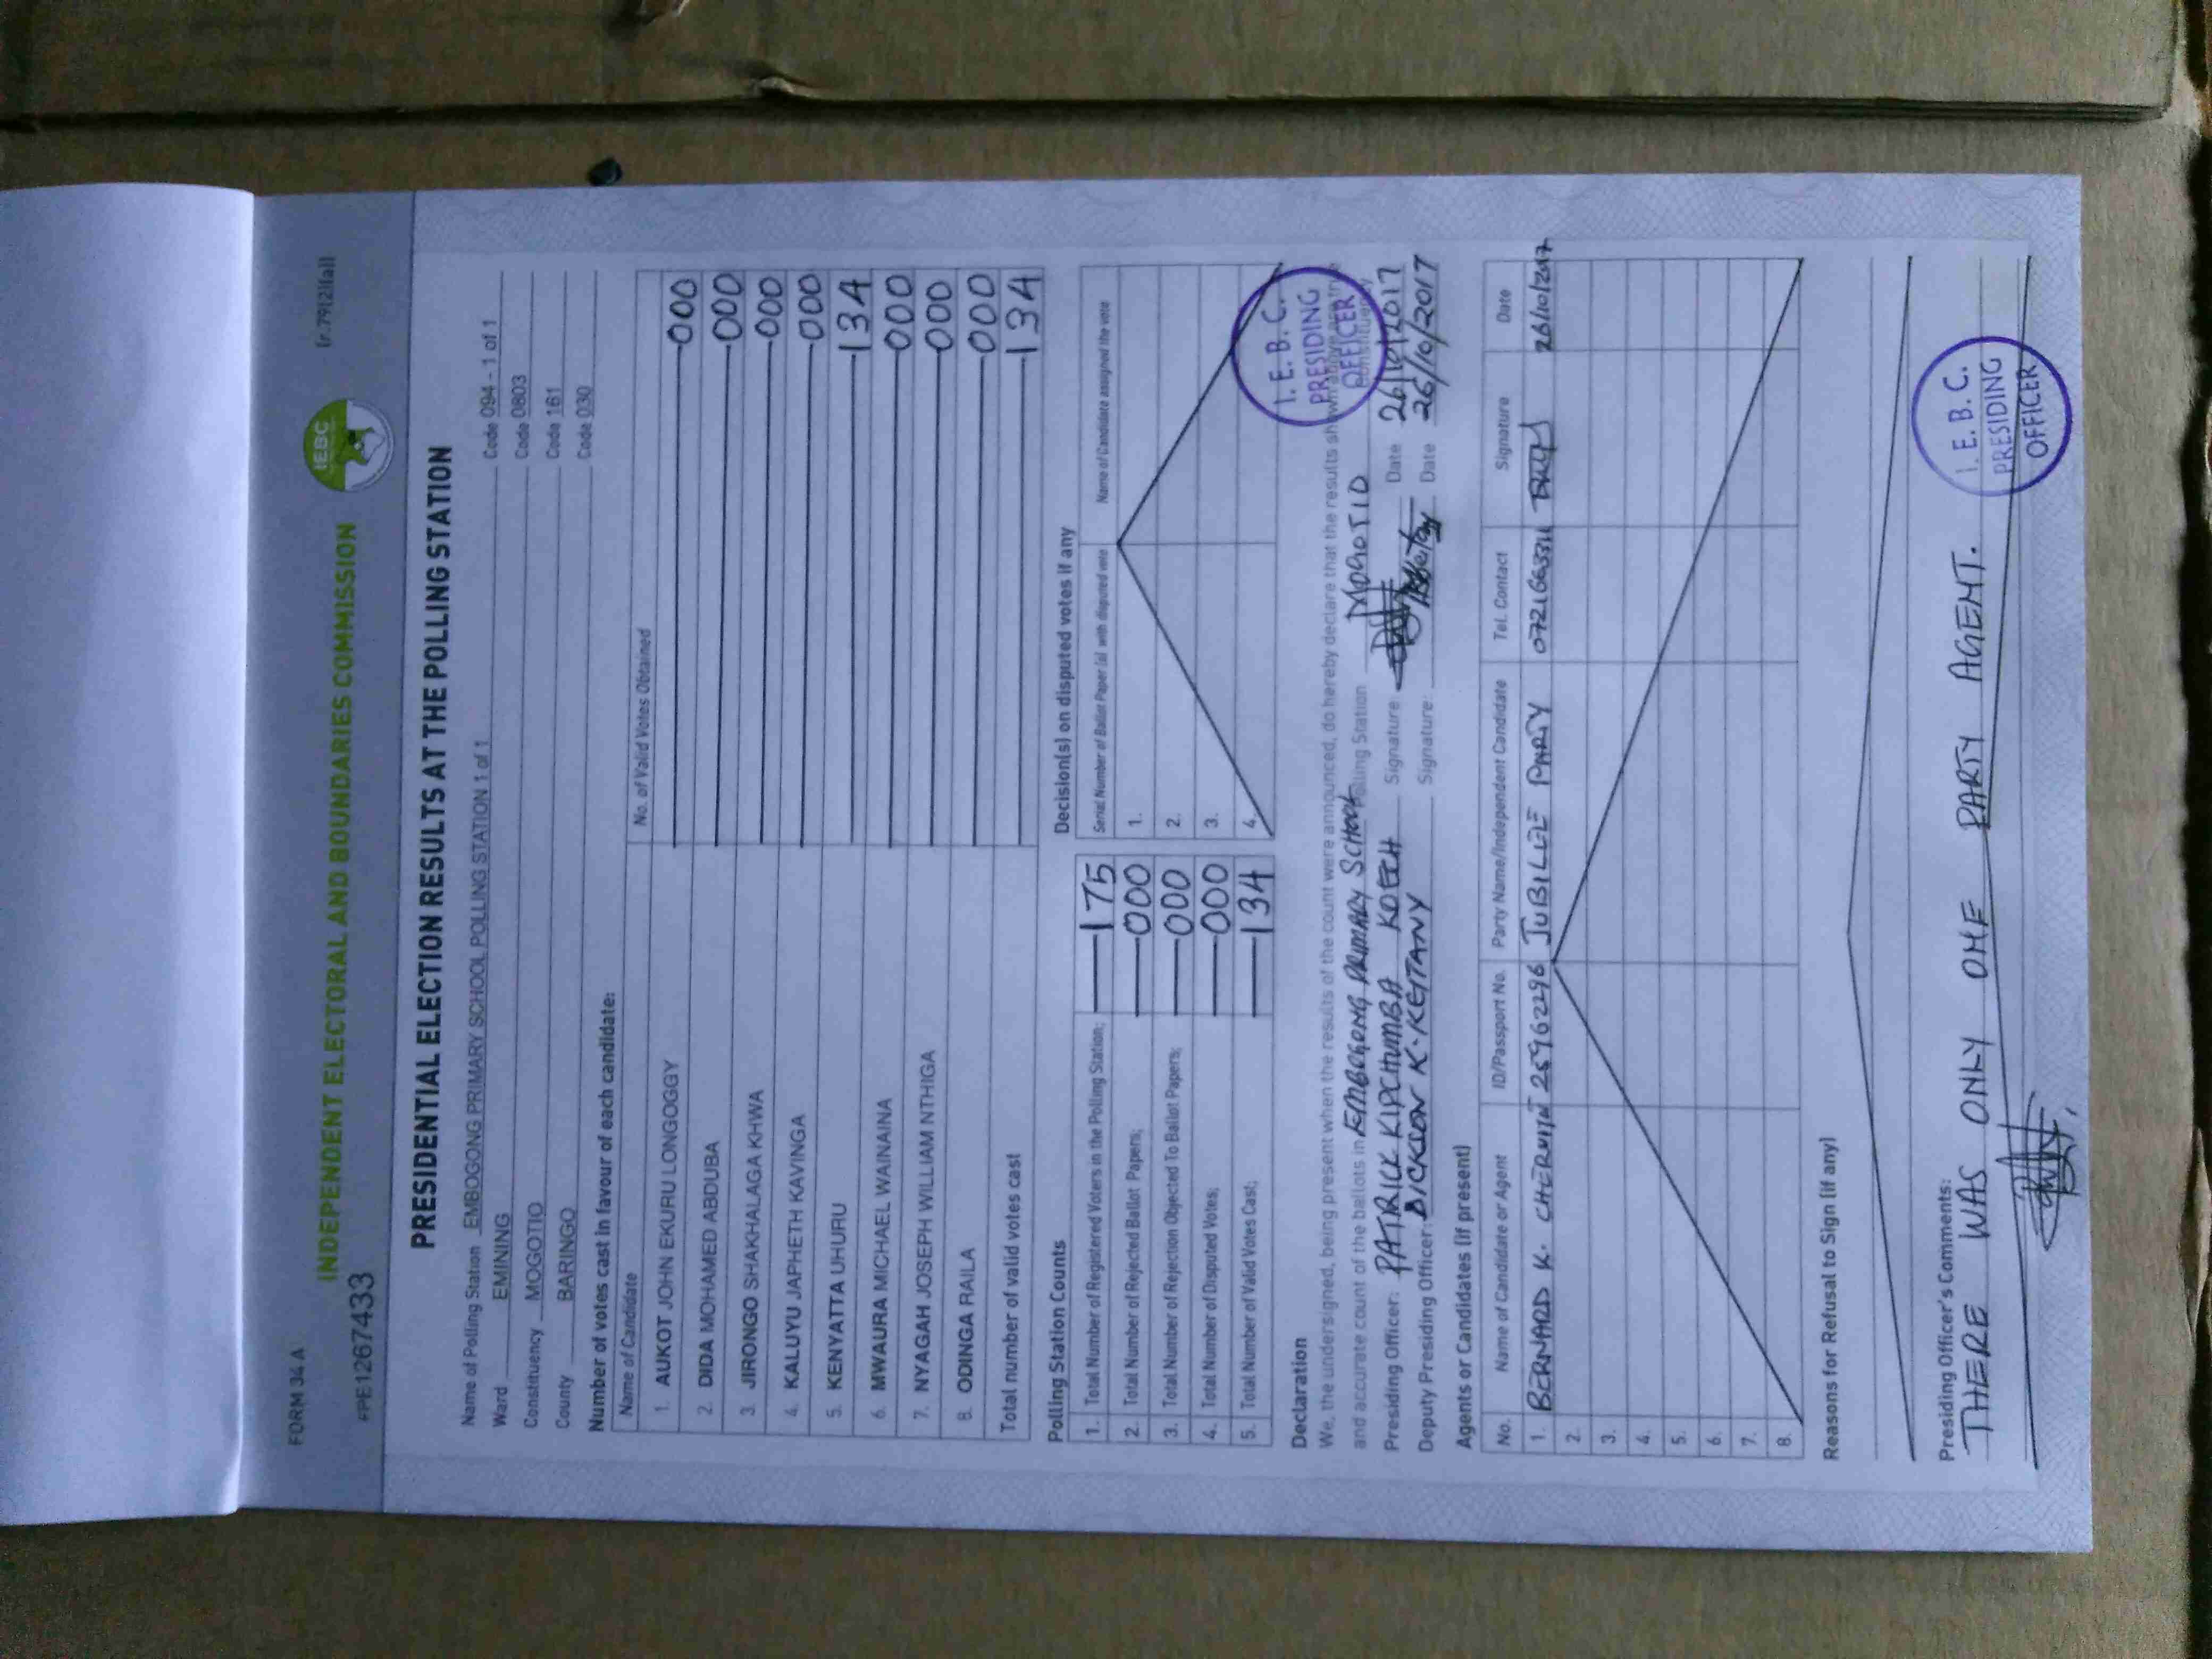 FORM 34 A
(r.79(2)(a))
INDEPENDENT ELECTORAL AND BOUNDARIES COMMISSION
IEBC
FPE1267433
PRESIDENTIAL ELECTION RESULTS AT THE POLLING STATION
Name of Polling Station EMBOGONG PRIMARY SCHOOL POLLING STATION 1 of 1 Code 094 - 1 of 1
Ward EMINING Code 0803
Constituency MOGOTIO Code 161
County BARINGO Code 030
Number of votes cast in favour of each candidate:
Name of Candidate No. of Valid Votes Obtained
1. AUKOT JOHN EKURU LONGOGGY 000
2. DIDA MOHAMED ABDUBA 000
3. JIRONGO SHAKHALAGA KHWA 000
4. KALUYU JAPHETH KAVINGA 000
5. KENYATTA UHURU 134
6. MWAURA MICHAEL WAINAINA 000
7. NYAGAH JOSEPH WILLIAM NTHIGA 000
8. ODINGA RAILA 000
Total number of valid votes cast 134
Polling Station Counts
1. Total Number of Registered Voters in the Polling Station; 175
2. Total Number of Rejected Ballot Papers; 000
3. Total Number of Rejection Objected To Ballot Papers; 000
4. Total Number of Disputed Votes; 000
5. Total Number of Valid Votes Cast; 134
Decision(s) on disputed votes if any
Serial Number of Ballot Paper (s) with disputed vote Name of Candidate assigned the vote
1.
2.
3.
4.
I. E. B. C.
PRESIDING
OFFICER
Declaration
We, the undersigned, being present when the results of the count were announced, do hereby declare that the results shown above are true
and accurate count of the ballots in EMBOGONG PRIMARY SCHOOL Polling Station MOGOTIO Constituency
Presiding Officer: PATRICK KIPCHUMBA KOECH Signature Date 26/10/2017
Deputy Presiding Officer: DICKSON K. KEITANY Signature: Date 26/10/2017
Agents or Candidates (if present)
No. Name of Candidate or Agent ID/Passport No. Party Name/Independent Candidate Tel. Contact Signature Date
1. BERNARD K. CHERUIYOT 25962296 JUBILEE PARTY 26/10/2017
2.
3.
4.
5.
6.
7.
8.
Reasons for Refusal to Sign (if any)
Presiding Officer's Comments:
THERE WAS ONLY ONE PARTY AGENT.
I. E. B. C.
PRESIDING
OFFICER